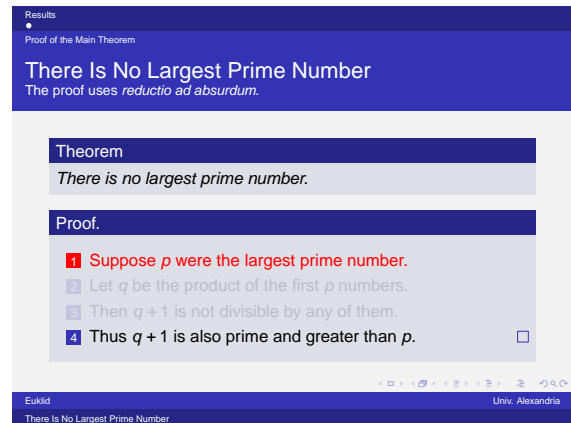 Results
Proof of the Main Theorem
There Is No Largest Prime Number
The proof uses reductio ad absurdum.
Theorem
There is no largest prime number.
Proof.
1 Suppose p were the largest prime number.
2 Let q be the product of the first p numbers.
3 Then q + 1 is not divisible by any of them.
4 Thus q + 1 is also prime and greater than p.
Euklid Univ. Alexandria
There Is No Largest Prime Number